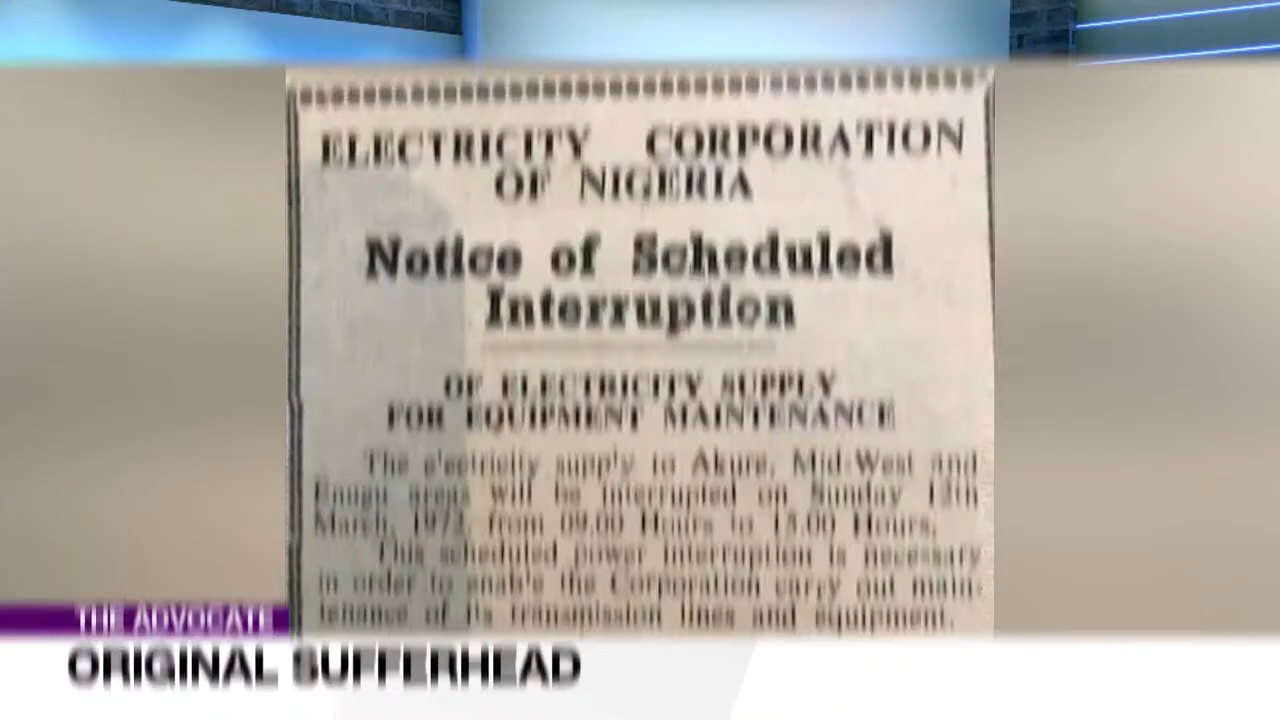 ELECTRICITY CORPORATION
OF NIGERIA
Notice of Scheduled
Interruption
OF ELECTRICITY SUPPLY
FOR EQUIPMENT MAINTENANCE
The electricity supply to Akure, Mid-West and
Enugu areas will be interrupted on Sunday 12th
March, 1972, from 09.00 Hours to 15.00 Hours.
This scheduled power interruption is necessary
in order to enable the Corporation carry out main-
tenance of its transmission lines and equipment.
THE ADVOCATE
ORIGINAL SUFFERHEAD